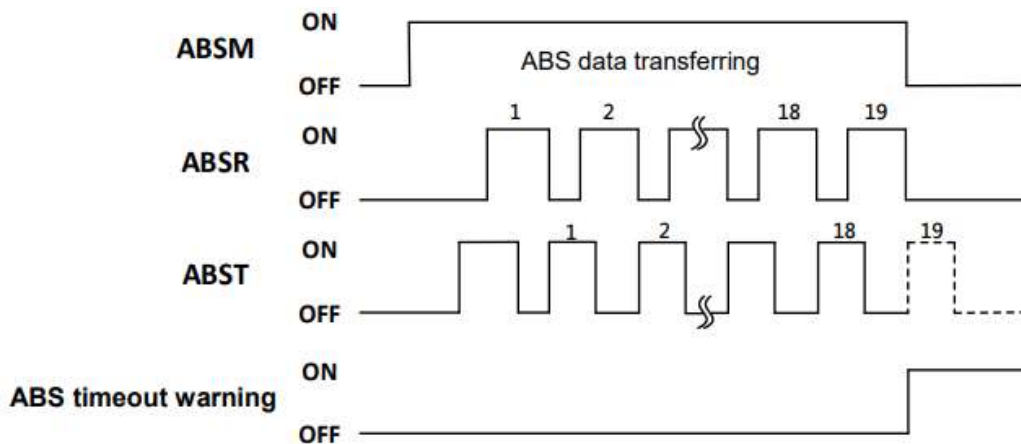 ON
ABSM
ABS data transferring
OFF
1 2 18 19
ON
ABSR
OFF
1 2 18 19
ON
ABST
OFF
ON
ABS timeout warning
OFF